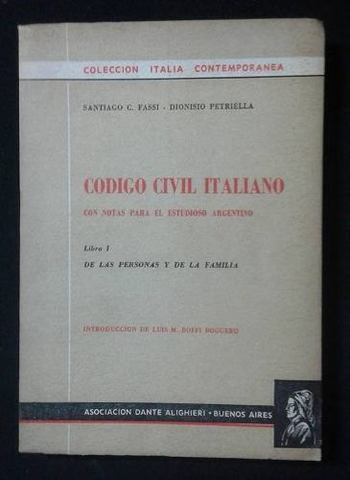 COLECCION ITALIA CONTEMPORANEA
SANTIAGO C. FASSI - DIONISIO PETRIELLA
CODIGO CIVIL ITALIANO
CON NOTAS PARA EL ESTUDIOSO ARGENTINO
Libro I
DE LAS PERSONAS Y DE LA FAMILIA
INTRODUCCION DE LUIS M. BOFFI BOGGERO
ASOCIACION DANTE ALIGHIERI - BUENOS AIRES